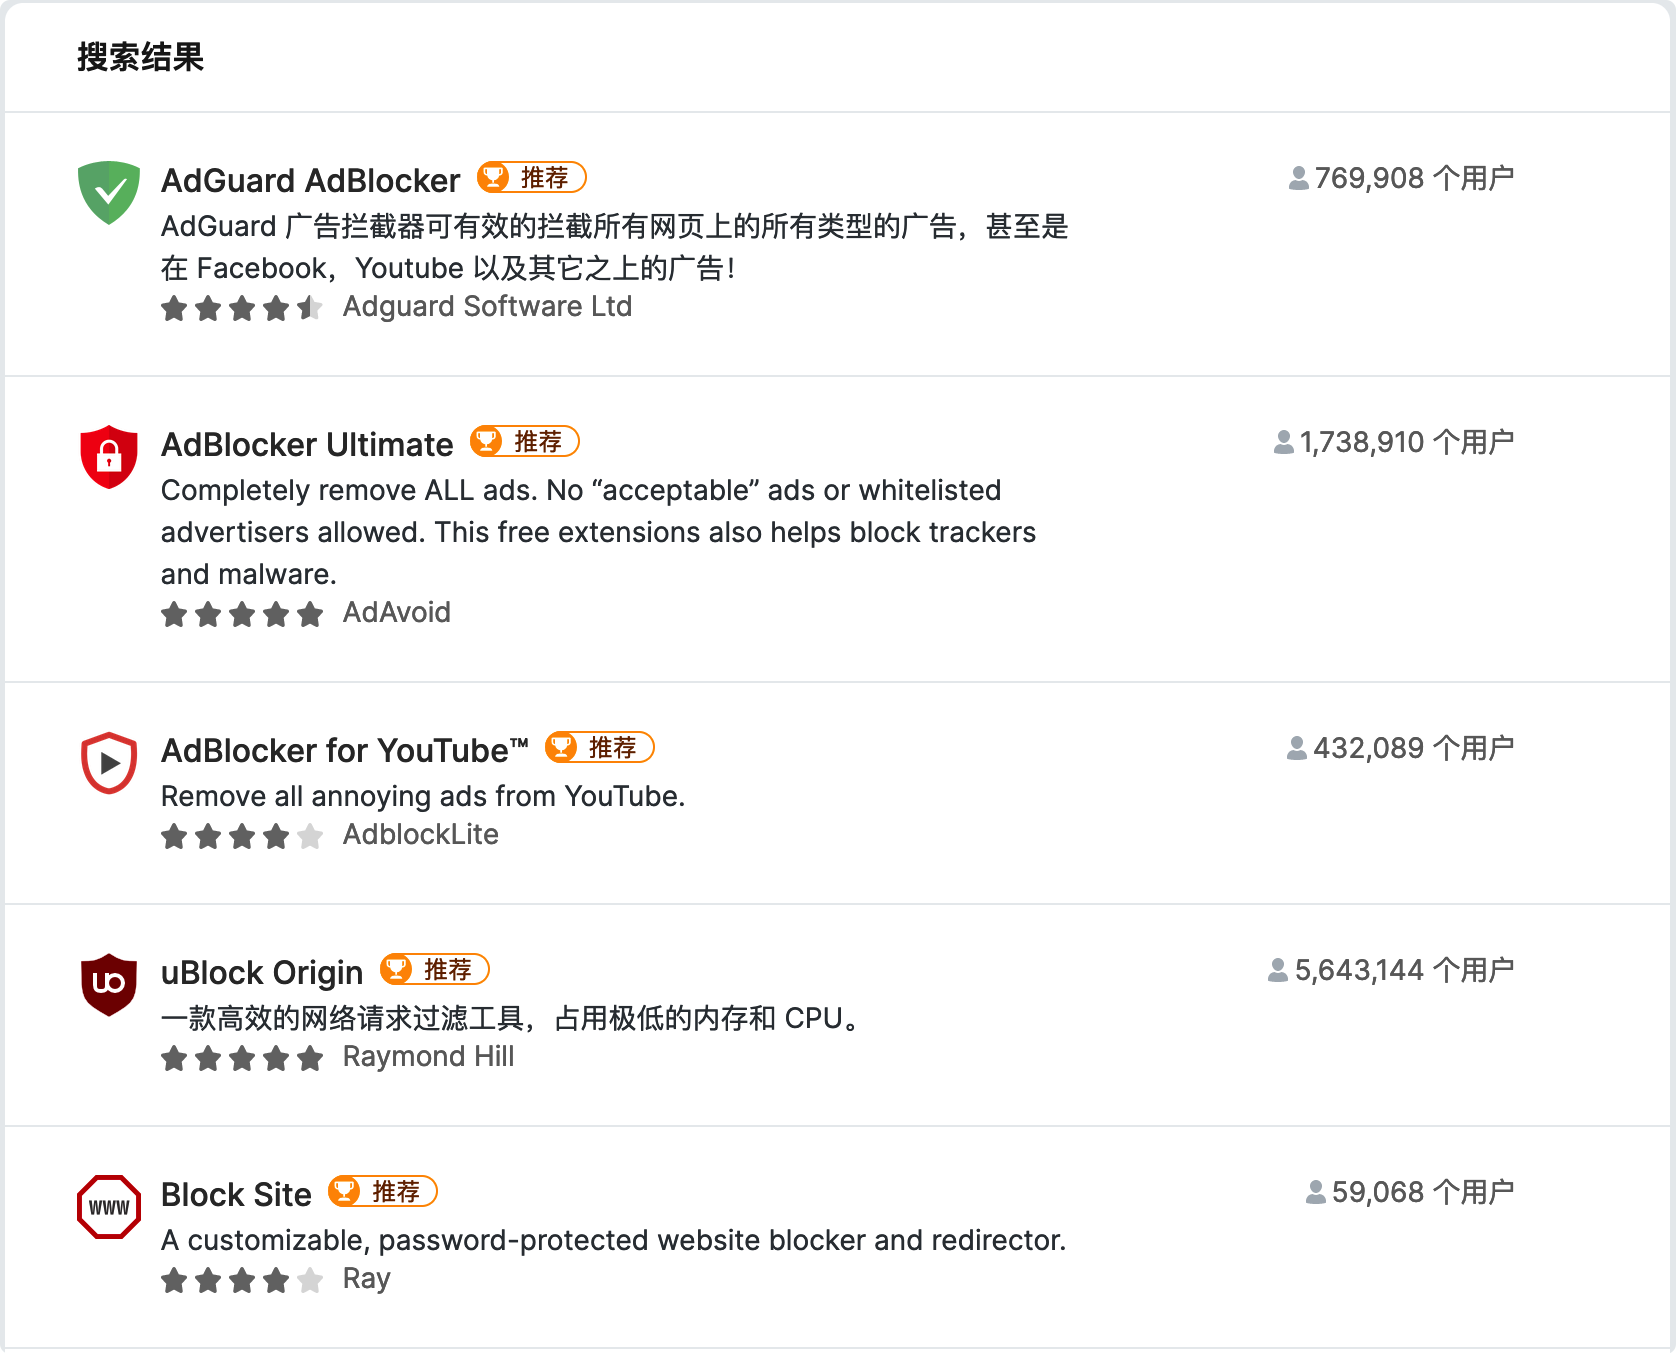 搜索结果
AdGuard AdBlocker 推荐 769,908 个用户
AdGuard 广告拦截器可有效的拦截所有网页上的所有类型的广告，甚至是
在 Facebook，Youtube 以及其它之上的广告！
Adguard Software Ltd
AdBlocker Ultimate 推荐 1,738,910 个用户
Completely remove ALL ads. No “acceptable” ads or whitelisted
advertisers allowed. This free extensions also helps block trackers
and malware.
AdAvoid
AdBlocker for YouTube™ 推荐 432,089 个用户
Remove all annoying ads from YouTube.
AdblockLite
uBlock Origin 推荐 5,643,144 个用户
一款高效的网络请求过滤工具，占用极低的内存和 CPU。
Raymond Hill
WWW
Block Site 推荐 59,068 个用户
A customizable, password-protected website blocker and redirector.
Ray